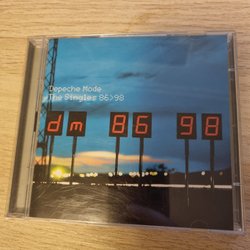 Depeche Mode
The Singles 86>98
dm 86 98